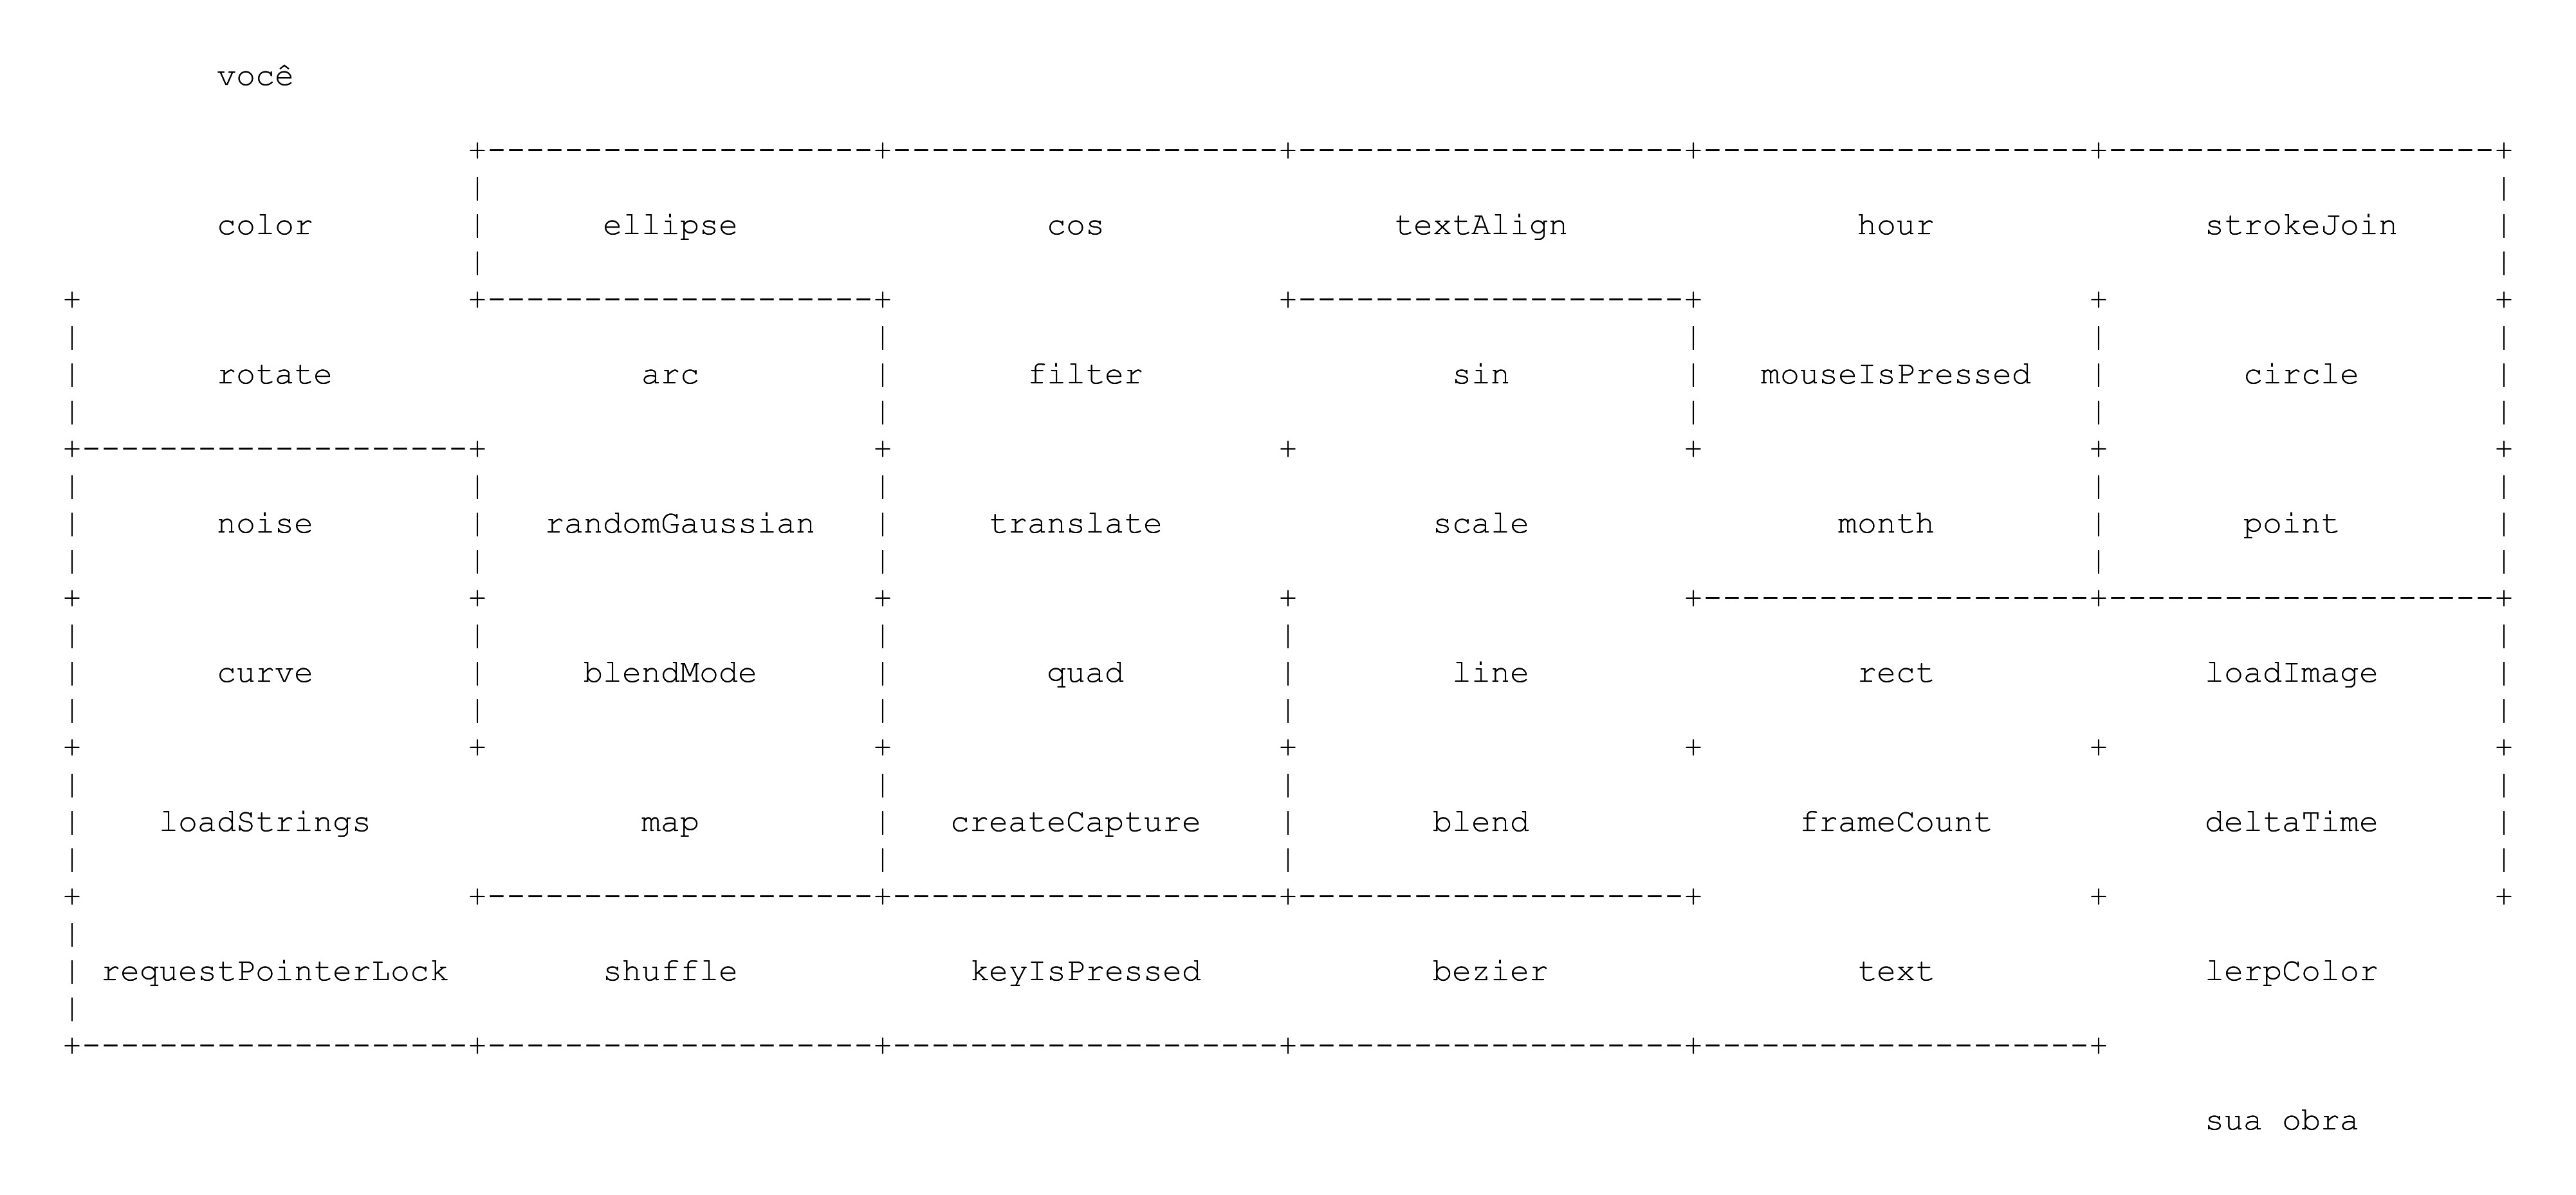 você
color ellipse cos textAlign hour strokeJoin
rotate arc filter sin mouseIsPressed circle
noise randomGaussian translate scale month point
curve blendMode quad line rect loadImage
loadStrings map createCapture blend frameCount deltaTime
requestPointerLock shuffle keyIsPressed bezier text lerpColor
sua obra